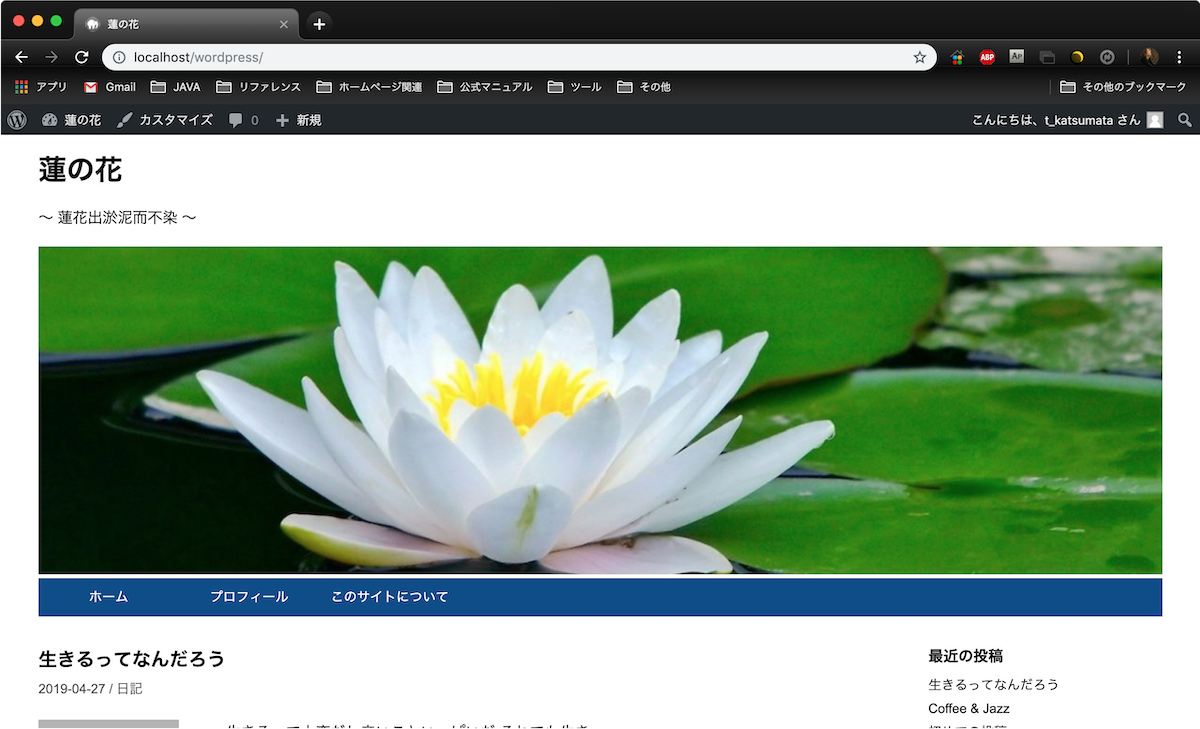 蓮の花
localhost/wordpress/
ABP
AP
アプリ Gmail JAVA リファレンス ホームページ関連 公式マニュアル ツール その他 その他のブックマーク
蓮の花 カスタマイズ 0 新規 こんにちは、t_katsumata さん
蓮の花
〜 蓮花出淤泥而不染 〜
ホーム プロフィール このサイトについて
生きるってなんだろう
2019-04-27 / 日記
最近の投稿
生きるってなんだろう
Coffee & Jazz